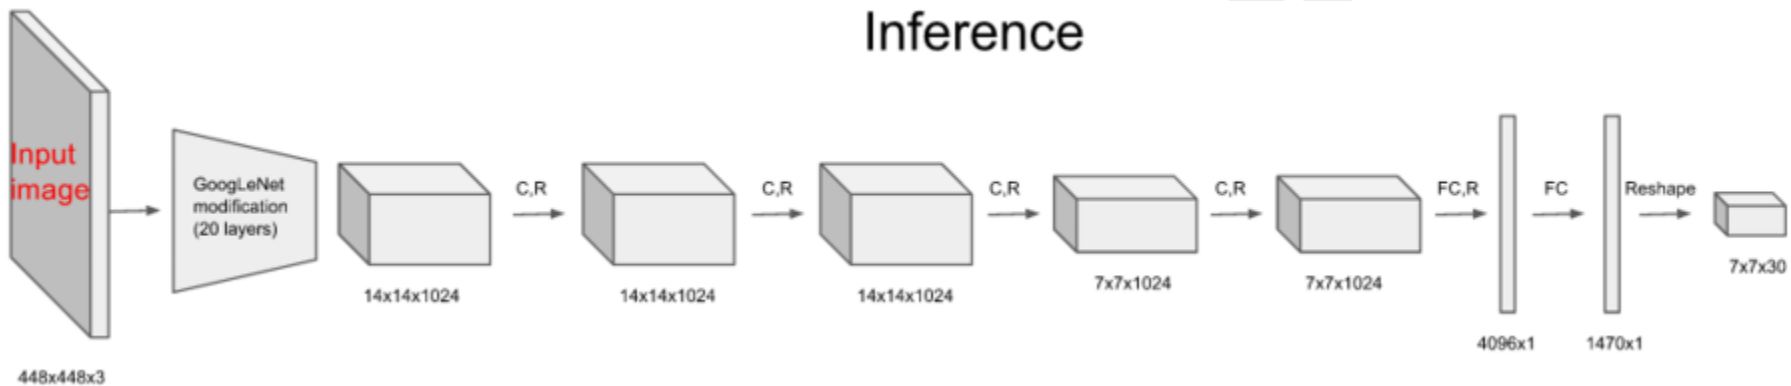 Inference
Input
image
448x448x3
GoogLeNet
modification
(20 layers)
14x14x1024
C,R
14x14x1024
C,R
14x14x1024
C,R
7x7x1024
C,R
7x7x1024
FC,R
4096x1
FC
1470x1
Reshape
7x7x30